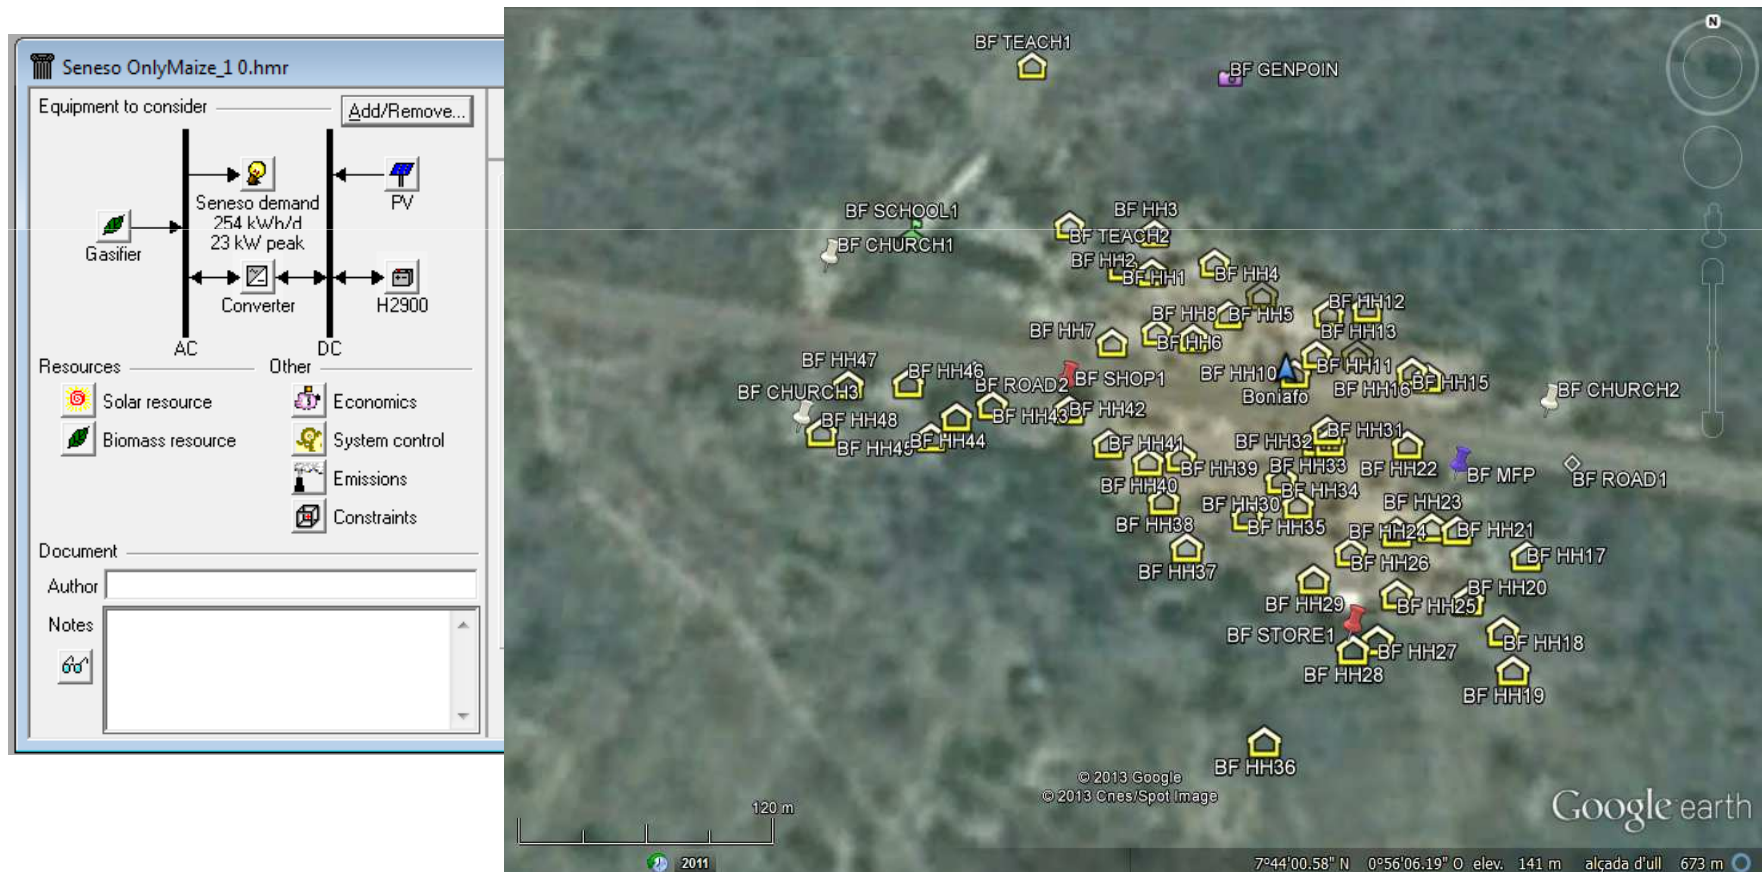 Seneso OnlyMaize_1 0.hmr
Equipment to consider
Add/Remove...
Seneso demand
254 kWh/d
23 kW peak
PV
Gasifier
Converter
H2900
AC
DC
Resources
Other
Solar resource
Economics
Biomass resource
System control
Emissions
Constraints
Document
Author
Notes
BF TEACH1
BF GENPOIN
BF SCHOOL1
BF HH3
BF TEACH2
BF CHURCH1
BF HH2
BF HH1
BF HH4
BF HH12
BF HH8
BF HH5
BF HH7
BF HH6
BF HH13
BF HH47
BF HH46
BF HH10
BF HH11
BF SHOP1
BF ROAD2
BF HH16
BF HH15
BF CHURCH3
BF CHURCH2
Boniafo
BF HH48
BF HH43
BF HH42
BF HH45
BF HH44
BF HH41
BF HH32
BF HH31
BF HH39
BF HH33
BF HH22
BF MFP
BF ROAD1
BF HH40
BF HH34
BF HH30
BF HH23
BF HH38
BF HH35
BF HH24
BF HH21
BF HH17
BF HH37
BF HH26
BF HH20
BF HH29
BF HH25
BF STORE1
BF HH27
BF HH18
BF HH28
BF HH19
BF HH36
© 2013 Google
© 2013 Cnes/Spot Image
120 m
Google earth
2011
7°44'00.58" N 0°56'06.19" O elev. 141 m alçada d'ull 673 m
N